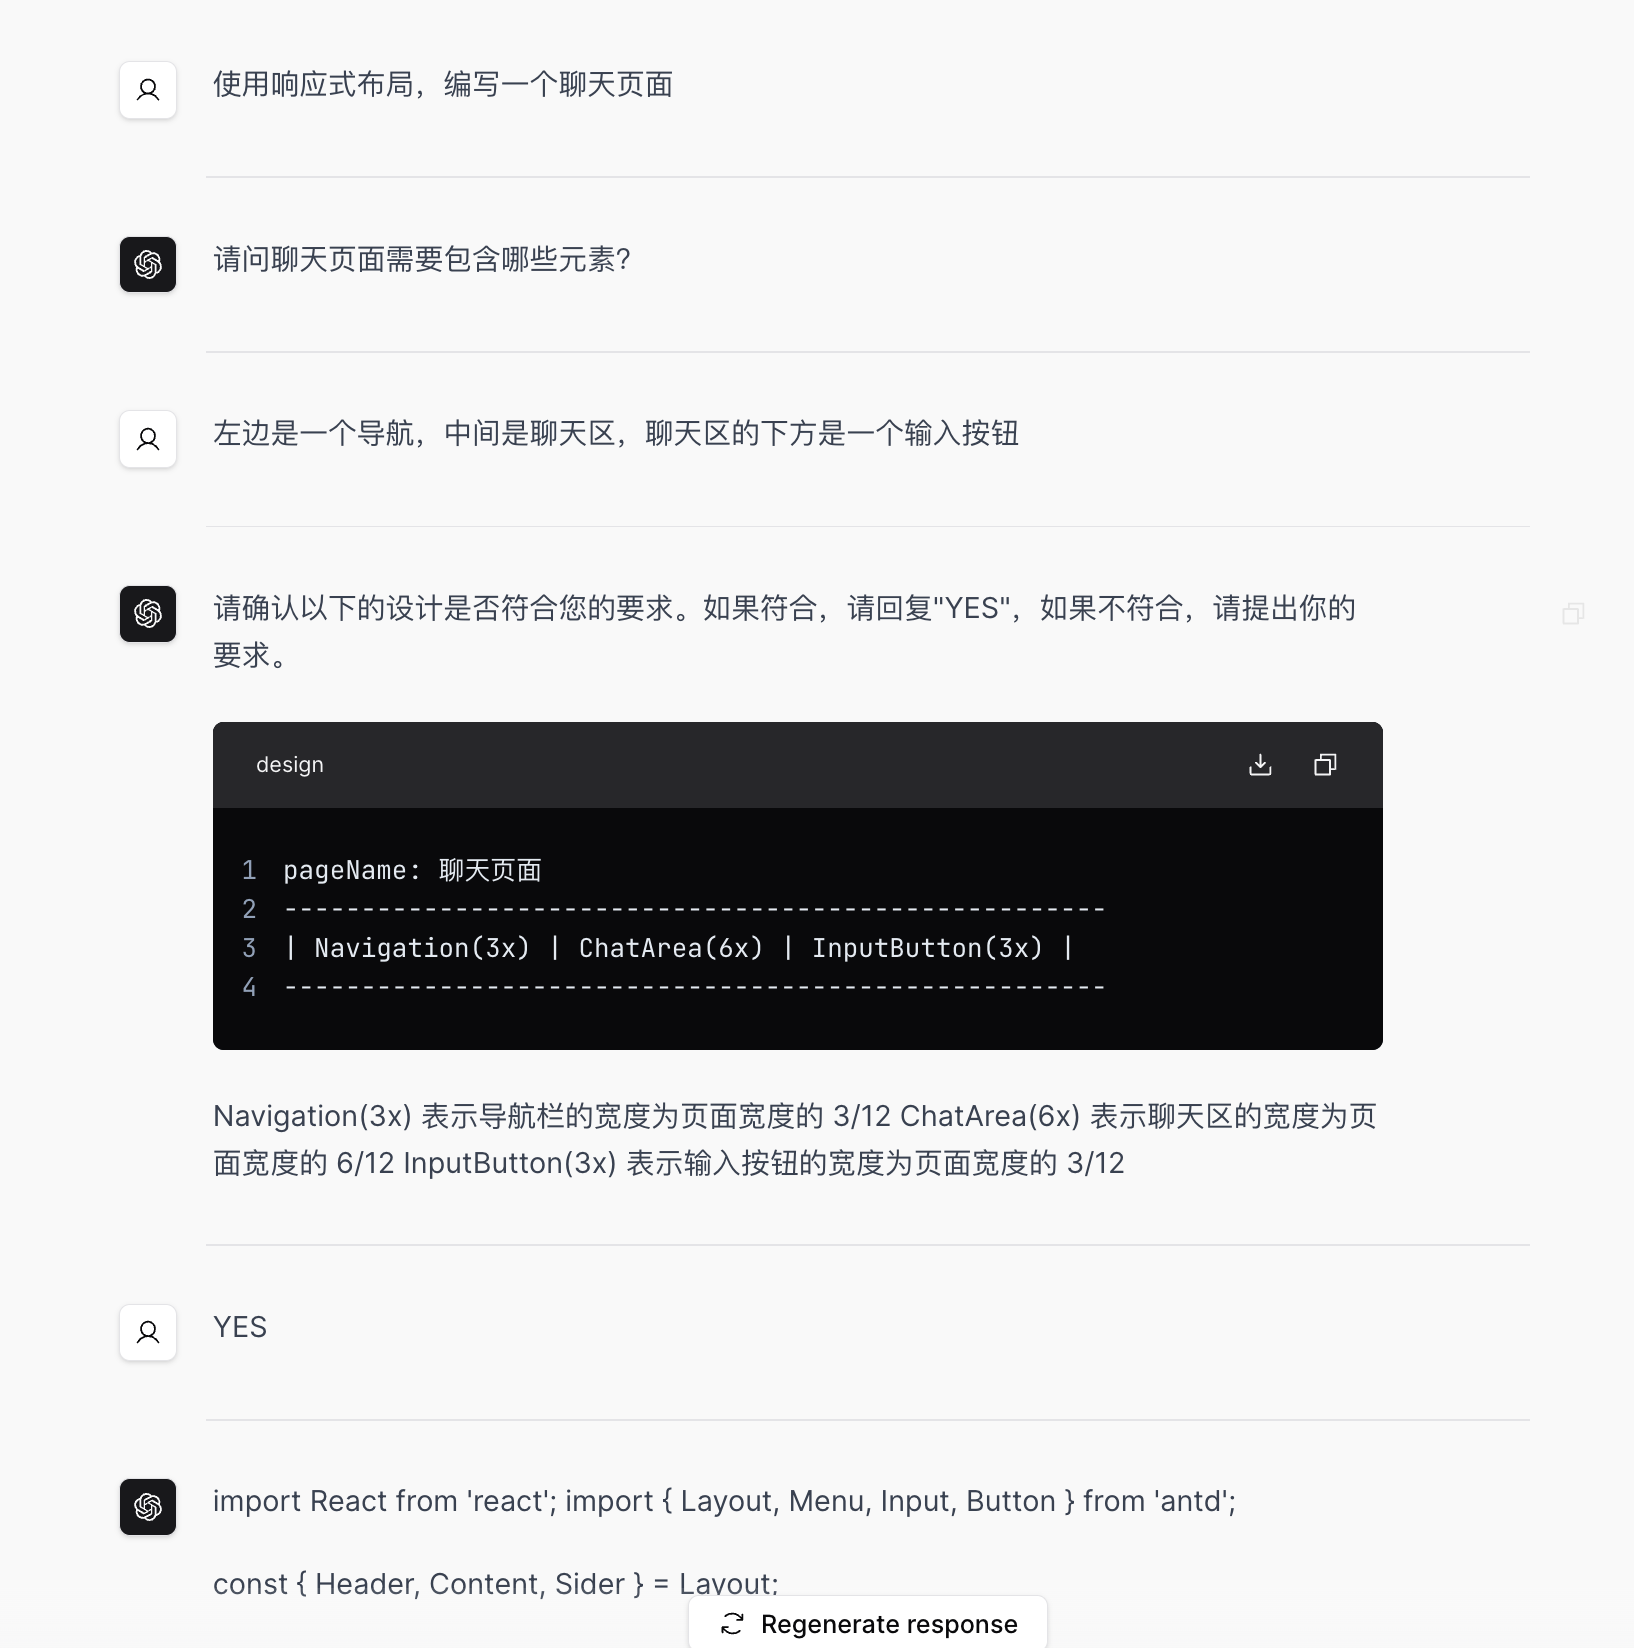 使用响应式布局，编写一个聊天页面
请问聊天页面需要包含哪些元素?
左边是一个导航，中间是聊天区，聊天区的下方是一个输入按钮
请确认以下的设计是否符合您的要求。如果符合，请回复"YES"，如果不符合，请提出你的
要求。
design
1 pageName: 聊天页面
2 -----------------------------------------------------
3 | Navigation(3x) | ChatArea(6x) | InputButton(3x) |
4 -----------------------------------------------------
Navigation(3x) 表示导航栏的宽度为页面宽度的 3/12 ChatArea(6x) 表示聊天区的宽度为页
面宽度的 6/12 InputButton(3x) 表示输入按钮的宽度为页面宽度的 3/12
YES
import React from 'react'; import { Layout, Menu, Input, Button } from 'antd';
const { Header, Content, Sider } = Layout;
Regenerate response